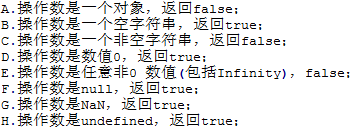 A.操作数是一个对象，返回false；
B.操作数是一个空字符串，返回true；
C.操作数是一个非空字符串，返回false；
D.操作数是数值0，返回true；
E.操作数是任意非0 数值(包括Infinity)，false；
F.操作数是null，返回true；
G.操作数是NaN，返回true；
H.操作数是undefined，返回true；